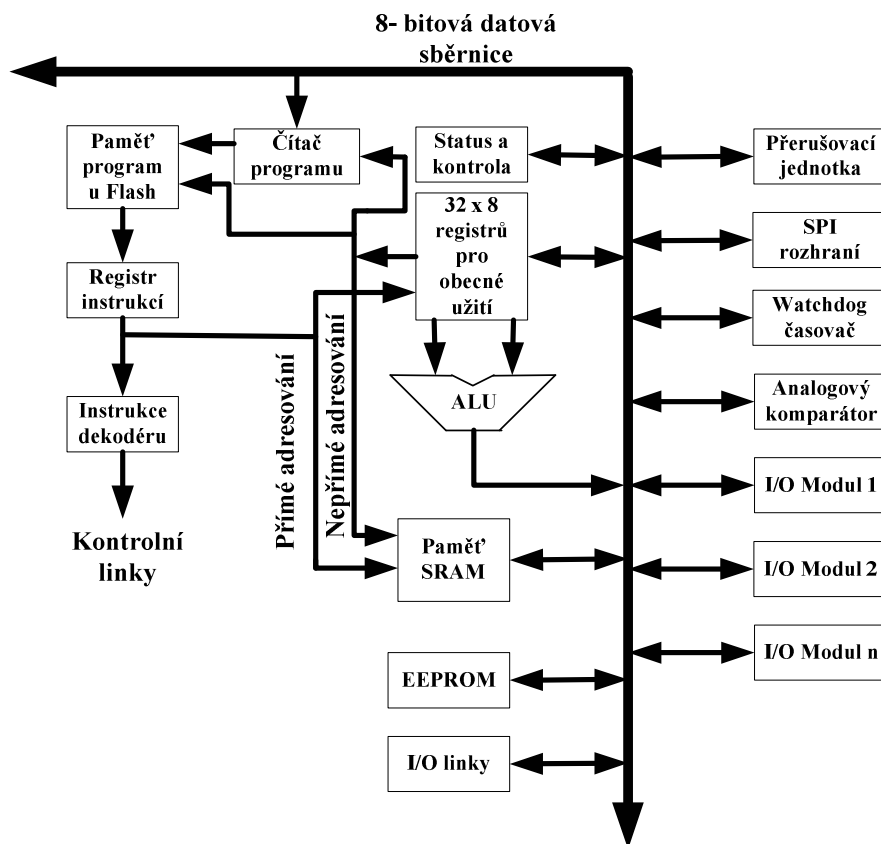 8- bitová datová
sběrnice
Paměť
program
u Flash
Čítač
programu
Status a
kontrola
Přerušovací
jednotka
32 x 8
registrů
pro
obecné
užití
SPI
rozhraní
Registr
instrukcí
Watchdog
časovač
Přímé adresování
Nepřímé adresování
ALU
Analogový
komparátor
Instrukce
dekodéru
I/O Modul 1
Kontrolní
linky
Paměť
SRAM
I/O Modul 2
I/O Modul n
EEPROM
I/O linky